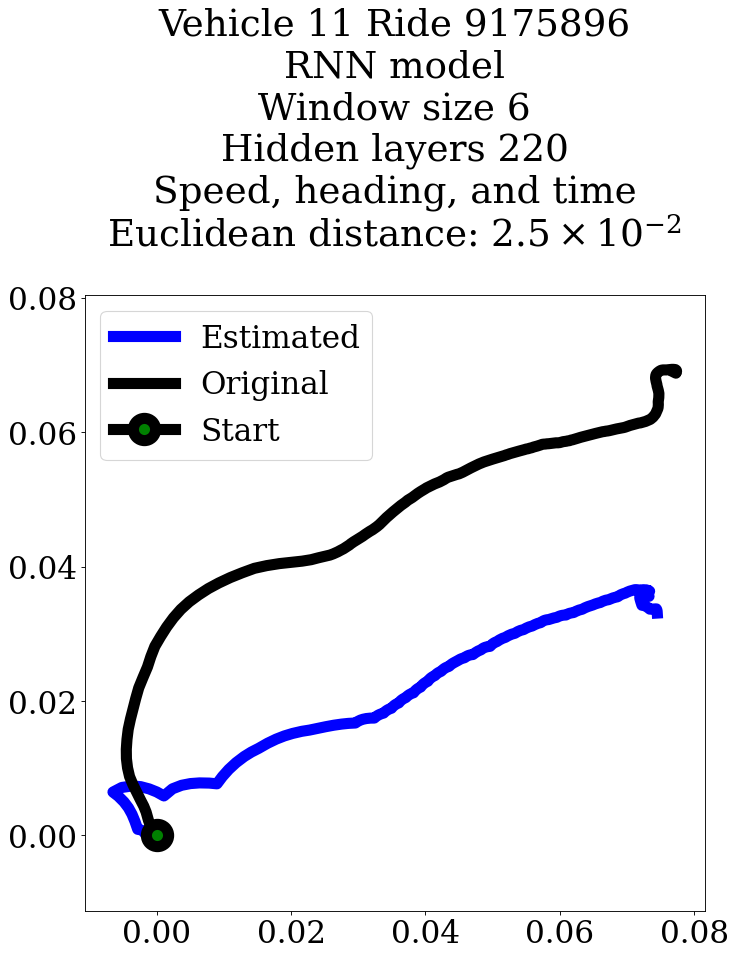 Vehicle 11 Ride 9175896
RNN model
Window size 6
Hidden layers 220
Speed, heading, and time
Euclidean distance: 2.5 × 10⁻²
0.08
0.06
0.04
0.02
0.00
Estimated
Original
Start
0.00 0.02 0.04 0.06 0.08